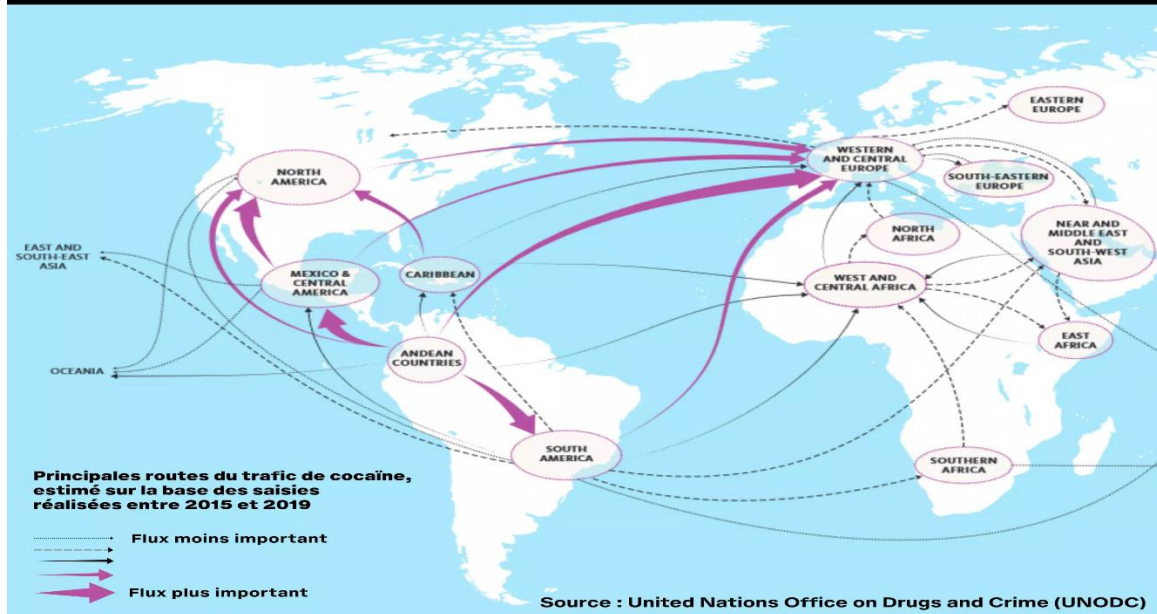 EASTERN
EUROPE
WESTERN
AND CENTRAL
EUROPE
NORTH
AMERICA
SOUTH-EASTERN
EUROPE
NORTH
AFRICA
NEAR AND
MIDDLE EAST
AND
SOUTH-WEST
ASIA
EAST AND
SOUTH-EAST
ASIA
MEXICO &
CENTRAL
AMERICA
CARIBBEAN
WEST AND
CENTRAL AFRICA
EAST
AFRICA
ANDEAN
COUNTRIES
OCEANIA
SOUTH
AMERICA
SOUTHERN
AFRICA
Principales routes du trafic de cocaïne,
estimé sur la base des saisies
réalisées entre 2015 et 2019
Flux moins important
Flux plus important
Source : United Nations Office on Drugs and Crime (UNODC)